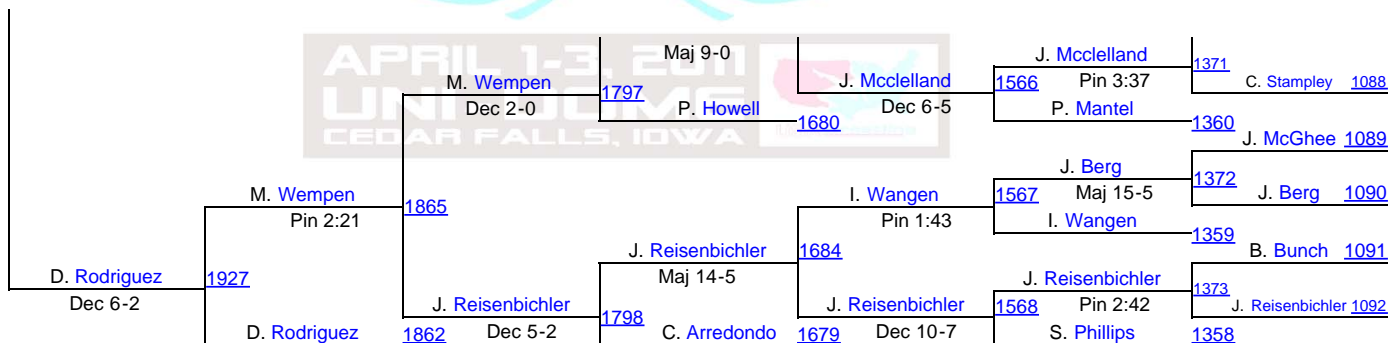 APRIL 1-3, 2011
UNI-DOME
CEDAR FALLS, IOWA
Maj 9-0
J. Mcclelland
1371
M. Wempen
J. Mcclelland
1566
Pin 3:37
C. Stampley 1088
Dec 2-0
1797
P. Howell
Dec 6-5
P. Mantel
1680
1360
J. McGhee 1089
J. Berg
1372
M. Wempen
1865
I. Wangen
1567
Maj 15-5
J. Berg 1090
Pin 2:21
Pin 1:43
I. Wangen
1359
J. Reisenbichler
1684
B. Bunch 1091
D. Rodriguez
1927
Maj 14-5
J. Reisenbichler
1373
Dec 6-2
J. Reisenbichler
1798
J. Reisenbichler
1568
Pin 2:42
J. Reisenbichler 1092
D. Rodriguez 1862
Dec 5-2
C. Arredondo 1679
Dec 10-7
S. Phillips 1358